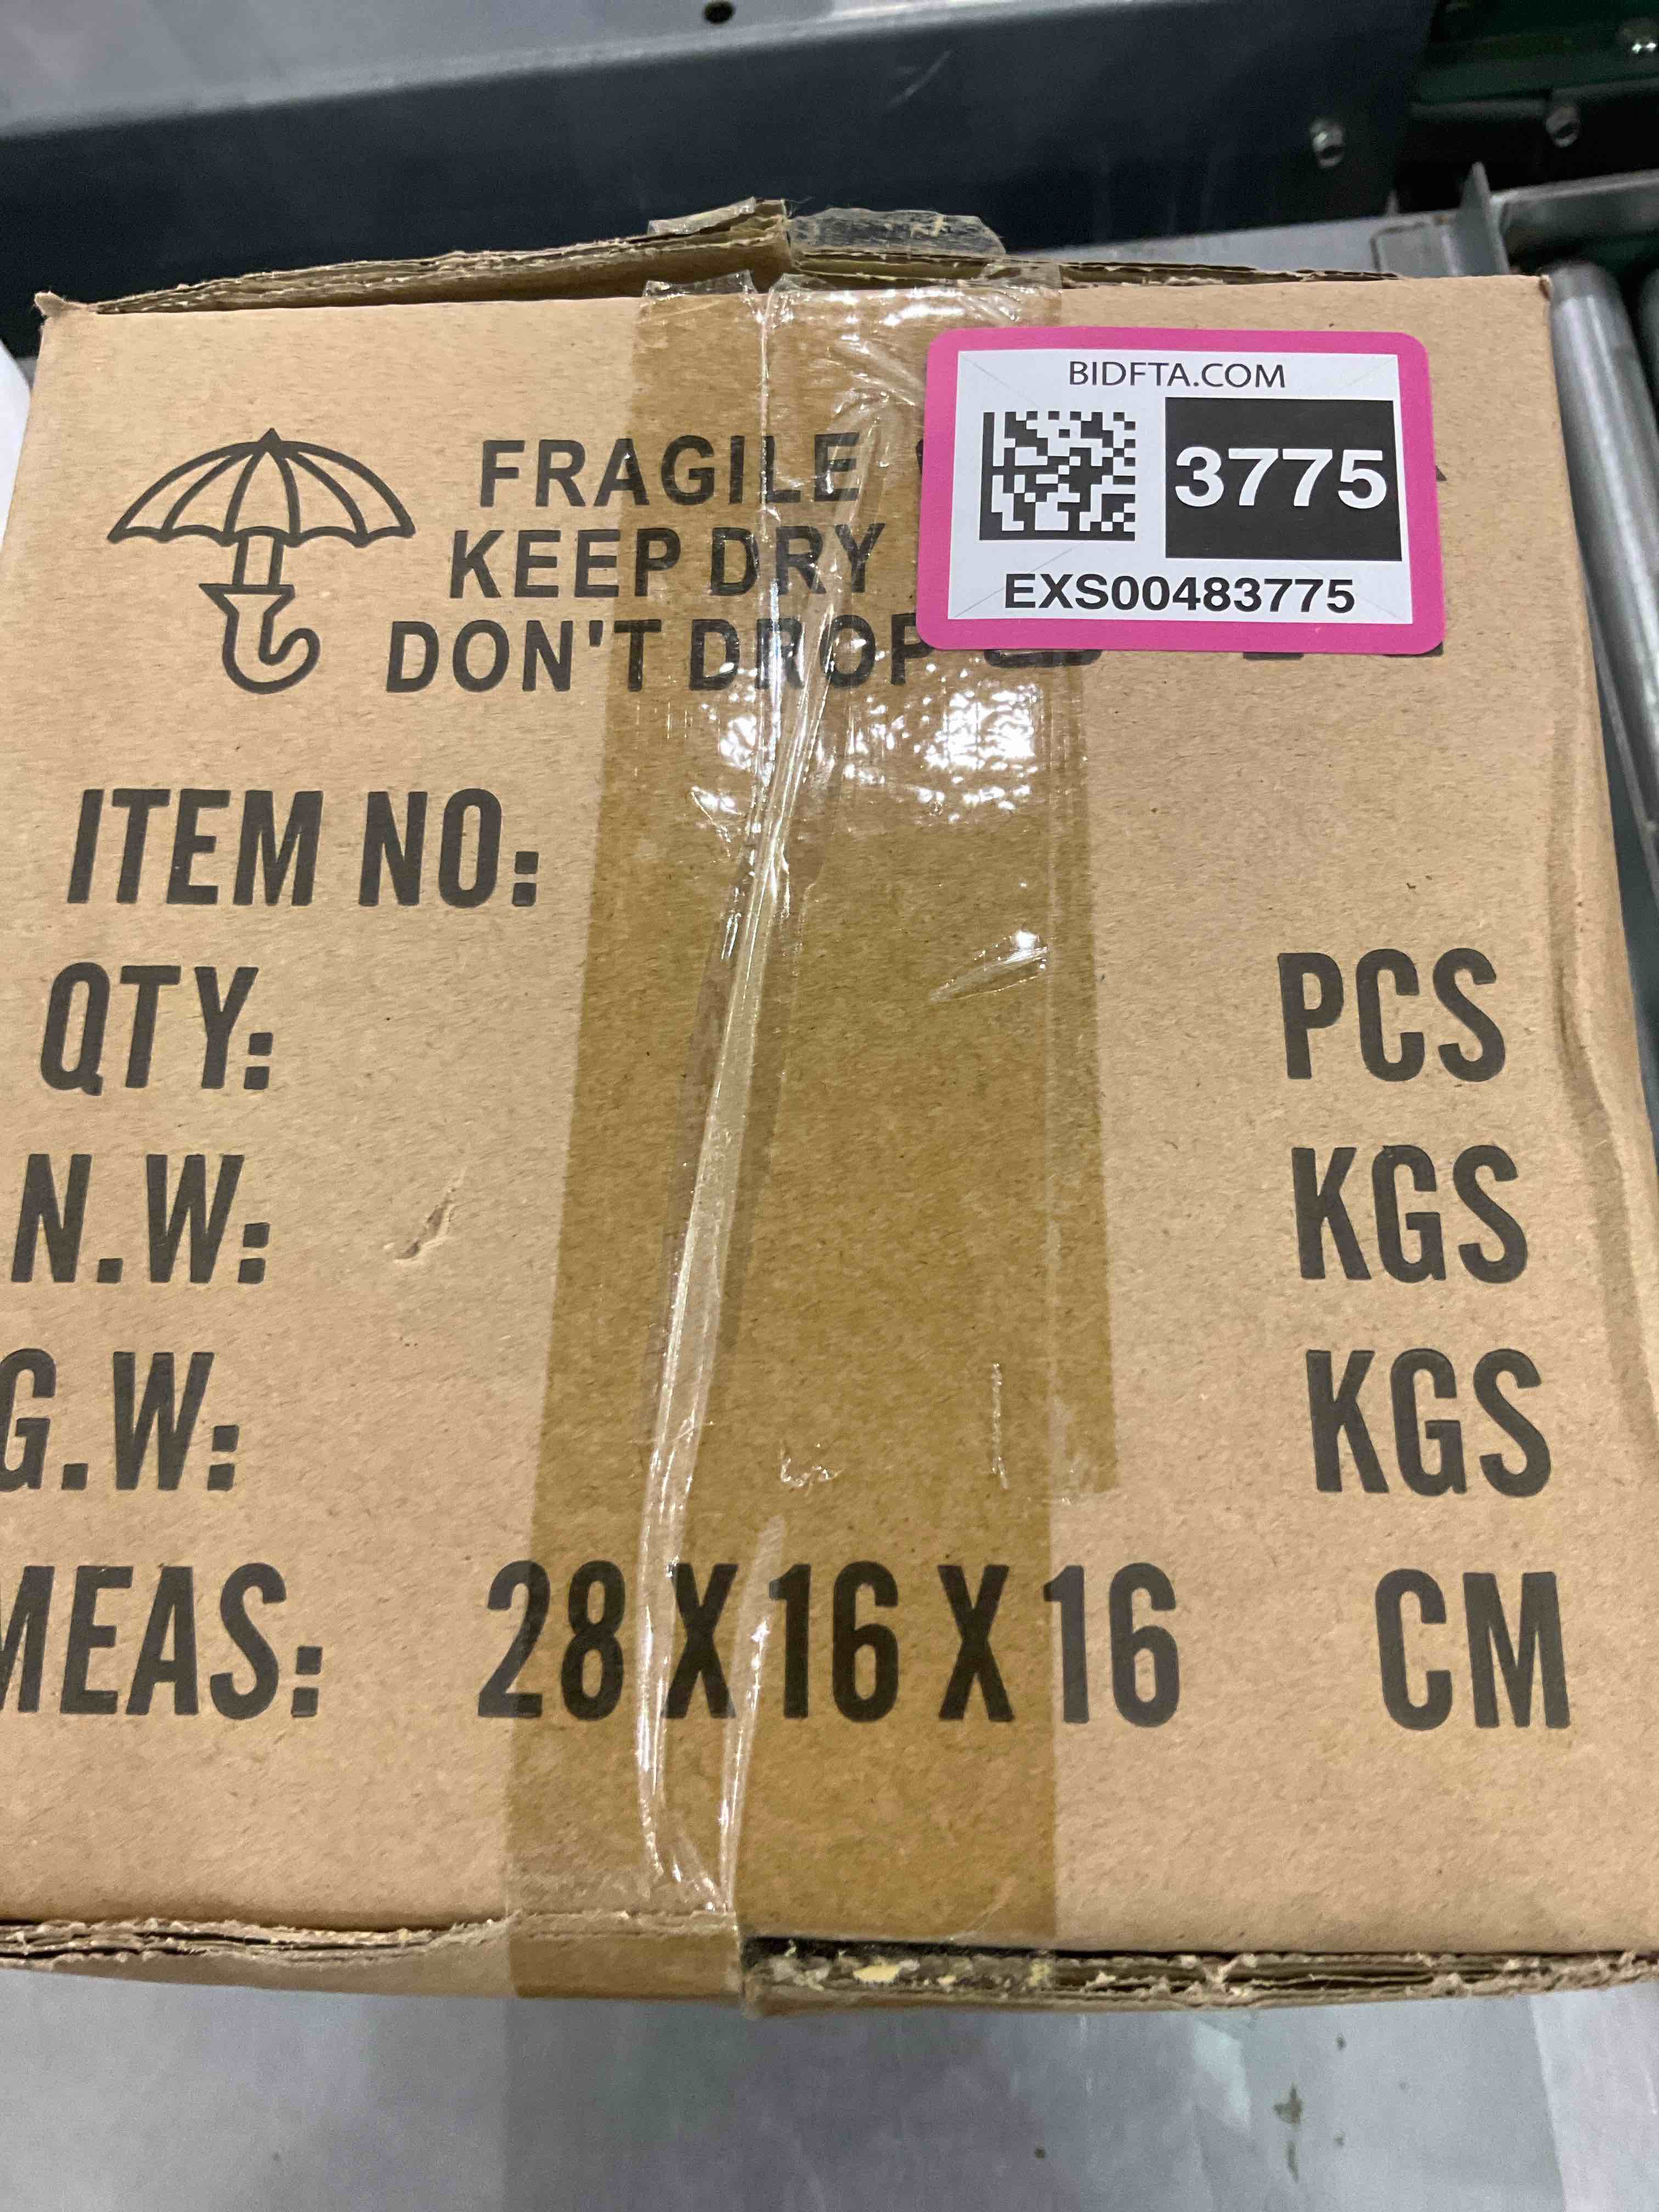 BIDFTA.COM
3775
EXS00483775
FRAGILE
KEEP DRY
DON'T DROP
ITEM NO:
QTY: PCS
N.W: KGS
G.W: KGS
MEAS: 28 X 16 X 16 CM